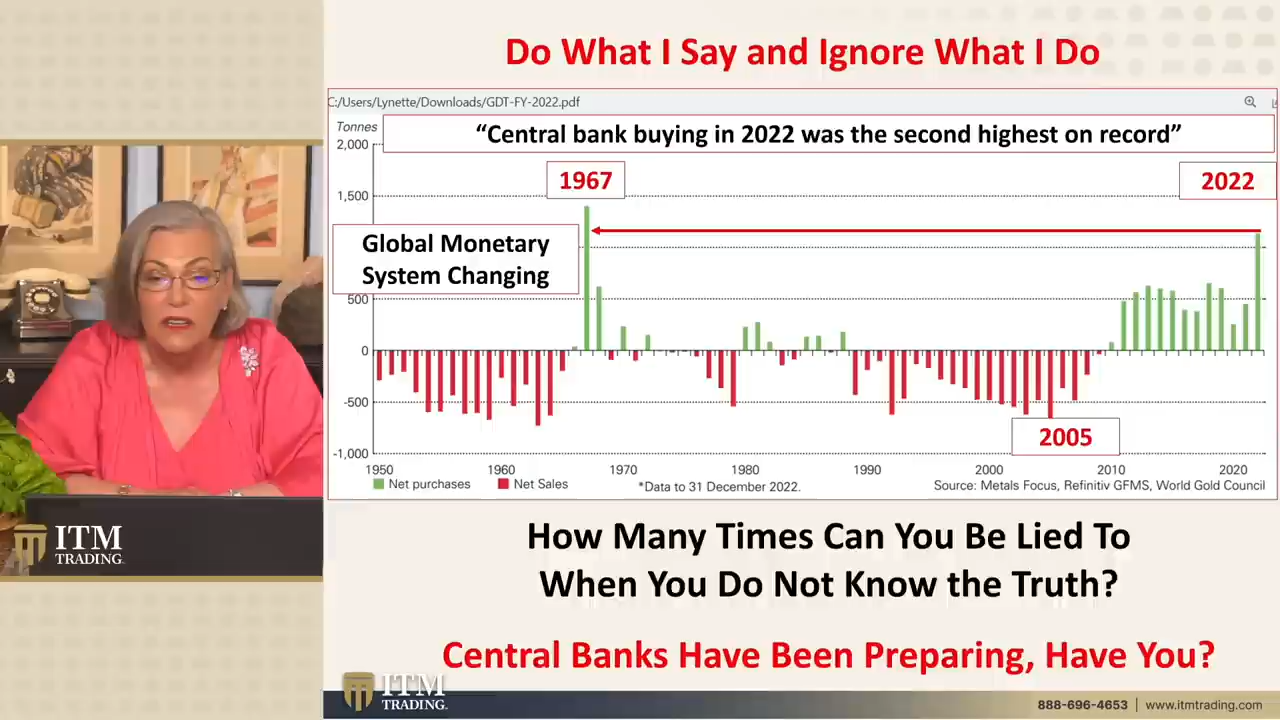 Do What I Say and Ignore What I Do
C:/Users/Lynette/Downloads/GDT-FY-2022.pdf
Tonnes
“Central bank buying in 2022 was the second highest on record”
2,000
1967
2022
1,500
Global Monetary
System Changing
500
0
-500
2005
-1,000
1950 1960 1970 1980 1990 2000 2010 2020
Net purchases Net Sales *Data to 31 December 2022. Source: Metals Focus, Refinitiv GFMS, World Gold Council
How Many Times Can You Be Lied To
When You Do Not Know the Truth?
Central Banks Have Been Preparing, Have You?
ITM
TRADING.
ITM
TRADING.
888-696-4653 | www.itmtrading.com